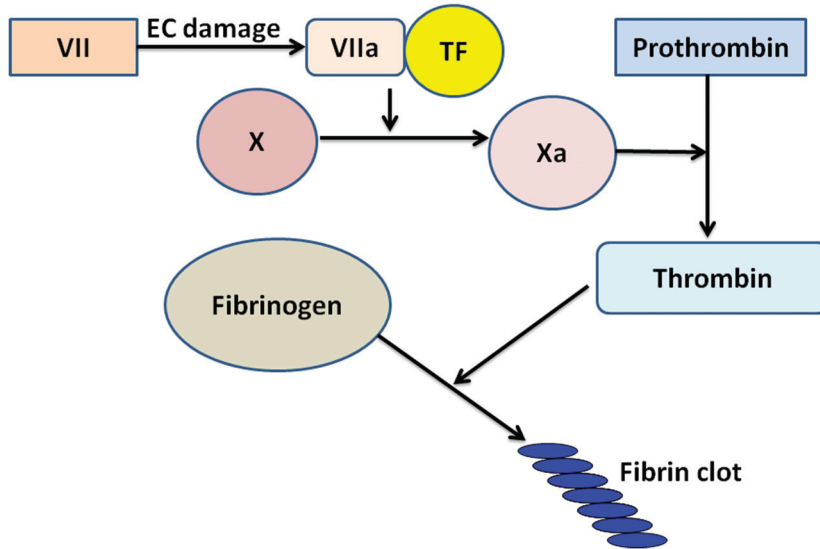 VII
EC damage
VIIa
TF
Prothrombin
X
Xa
Thrombin
Fibrinogen
Fibrin clot